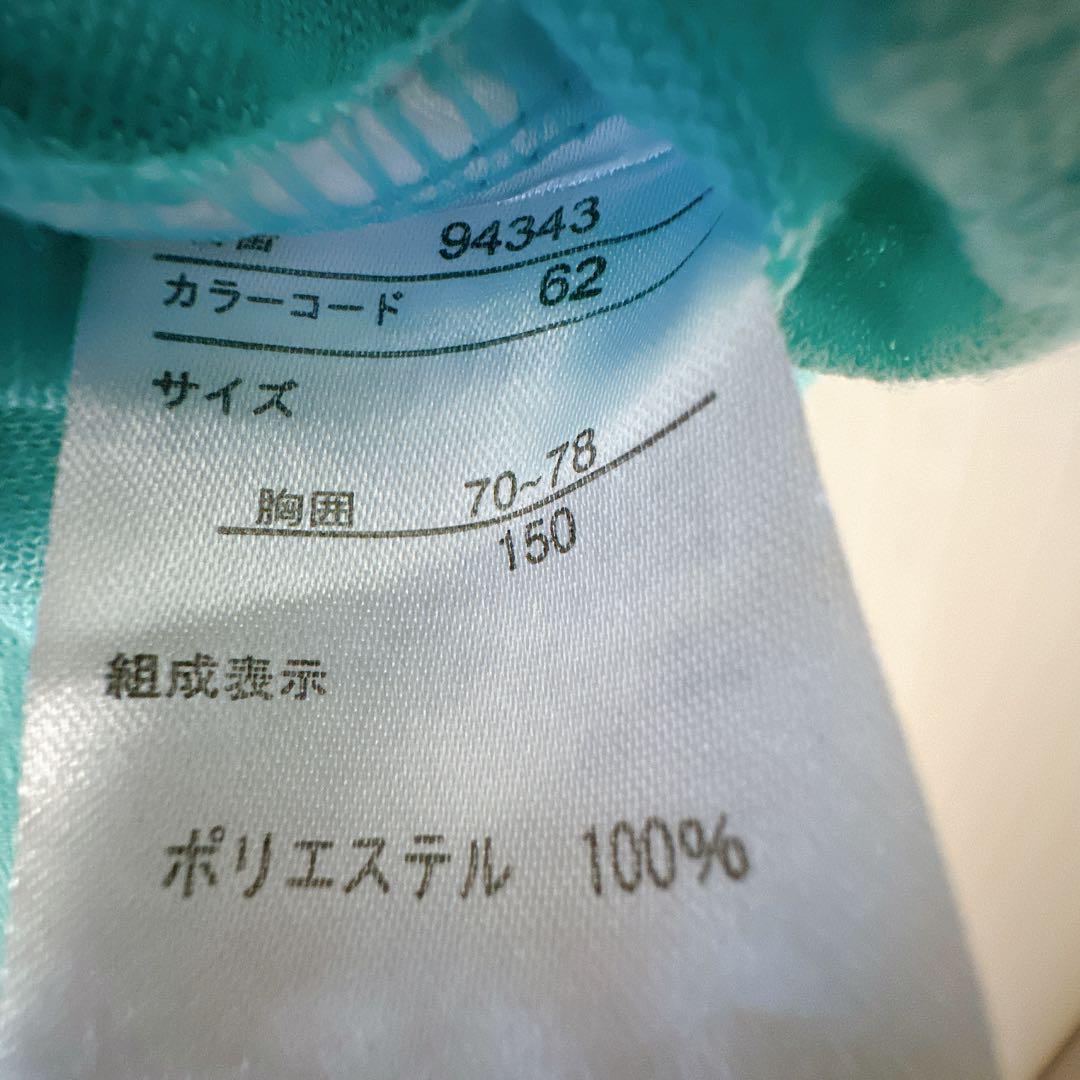 94343
カラーコード 62
サイズ
胸囲 70~78
150
組成表示
ポリエステル 100%